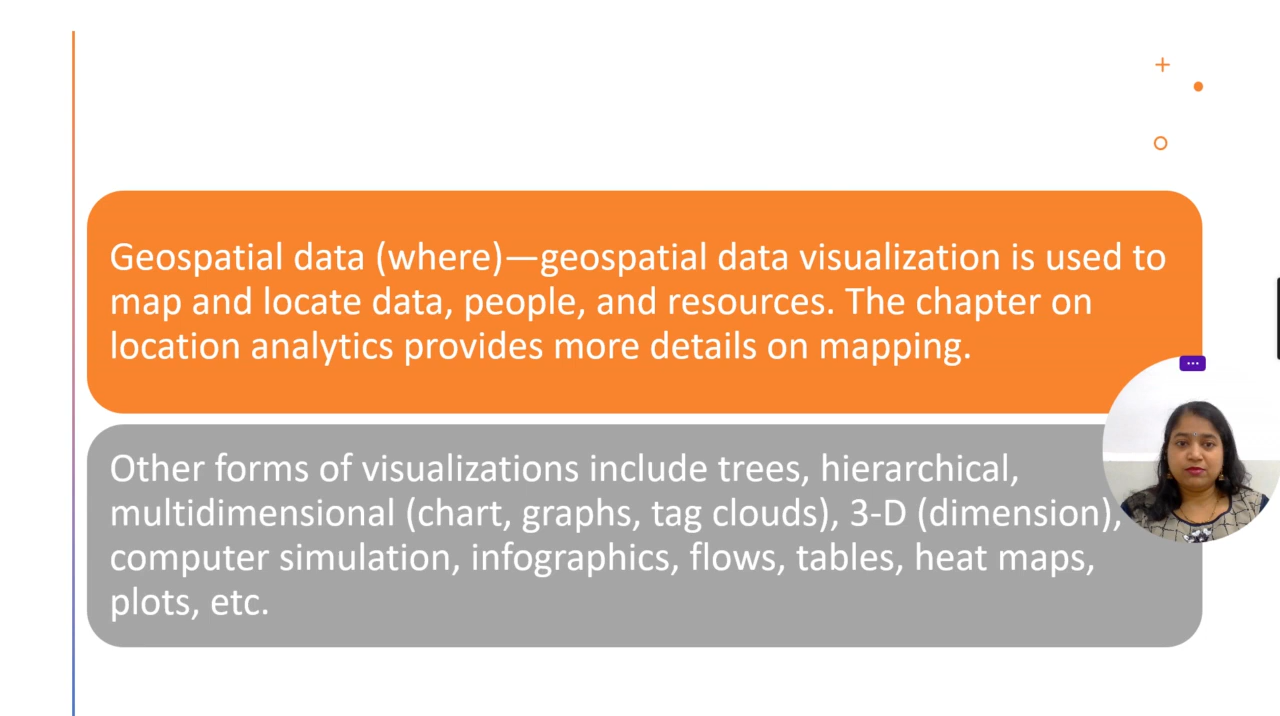 Geospatial data (where)—geospatial data visualization is used to
map and locate data, people, and resources. The chapter on
location analytics provides more details on mapping.
Other forms of visualizations include trees, hierarchical,
multidimensional (chart, graphs, tag clouds), 3-D (dimension),
computer simulation, infographics, flows, tables, heat maps,
plots, etc.